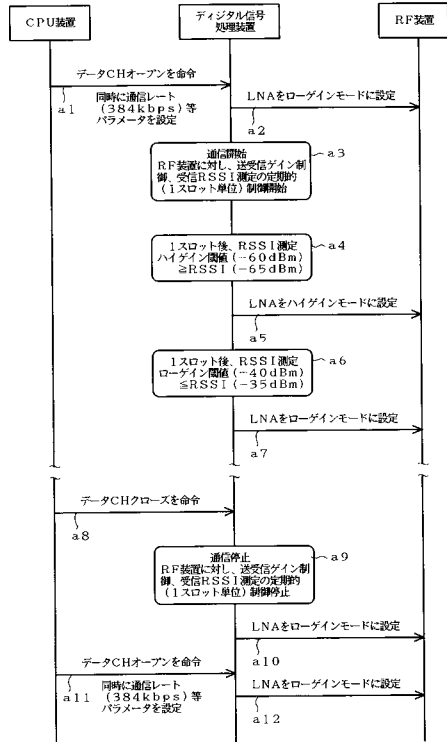 CPU装置
ディジタル信号
処理装置
RF装置
データCHオープンを命令
a1
同時に通信レート
(384kbps)等
パラメータを設定
LNAをローゲインモードに設定
a2
通信開始
RF装置に対し、送受信ゲイン制
御、受信RSSI測定の定期的
(1スロット単位)制御開始
a3
1スロット後、RSSI測定
ハイゲイン閾値(-60dBm)
≧RSSI(-65dBm)
a4
LNAをハイゲインモードに設定
a5
1スロット後、RSSI測定
ローゲイン閾値(-40dBm)
≦RSSI(-35dBm)
a6
LNAをローゲインモードに設定
a7
データCHクローズを命令
a8
通信停止
RF装置に対し、送受信ゲイン制
御、受信RSSI測定の定期的
(1スロット単位)制御停止
a9
LNAをローゲインモードに設定
a10
データCHオープンを命令
a11
同時に通信レート
(384kbps)等
パラメータを設定
LNAをローゲインモードに設定
a12